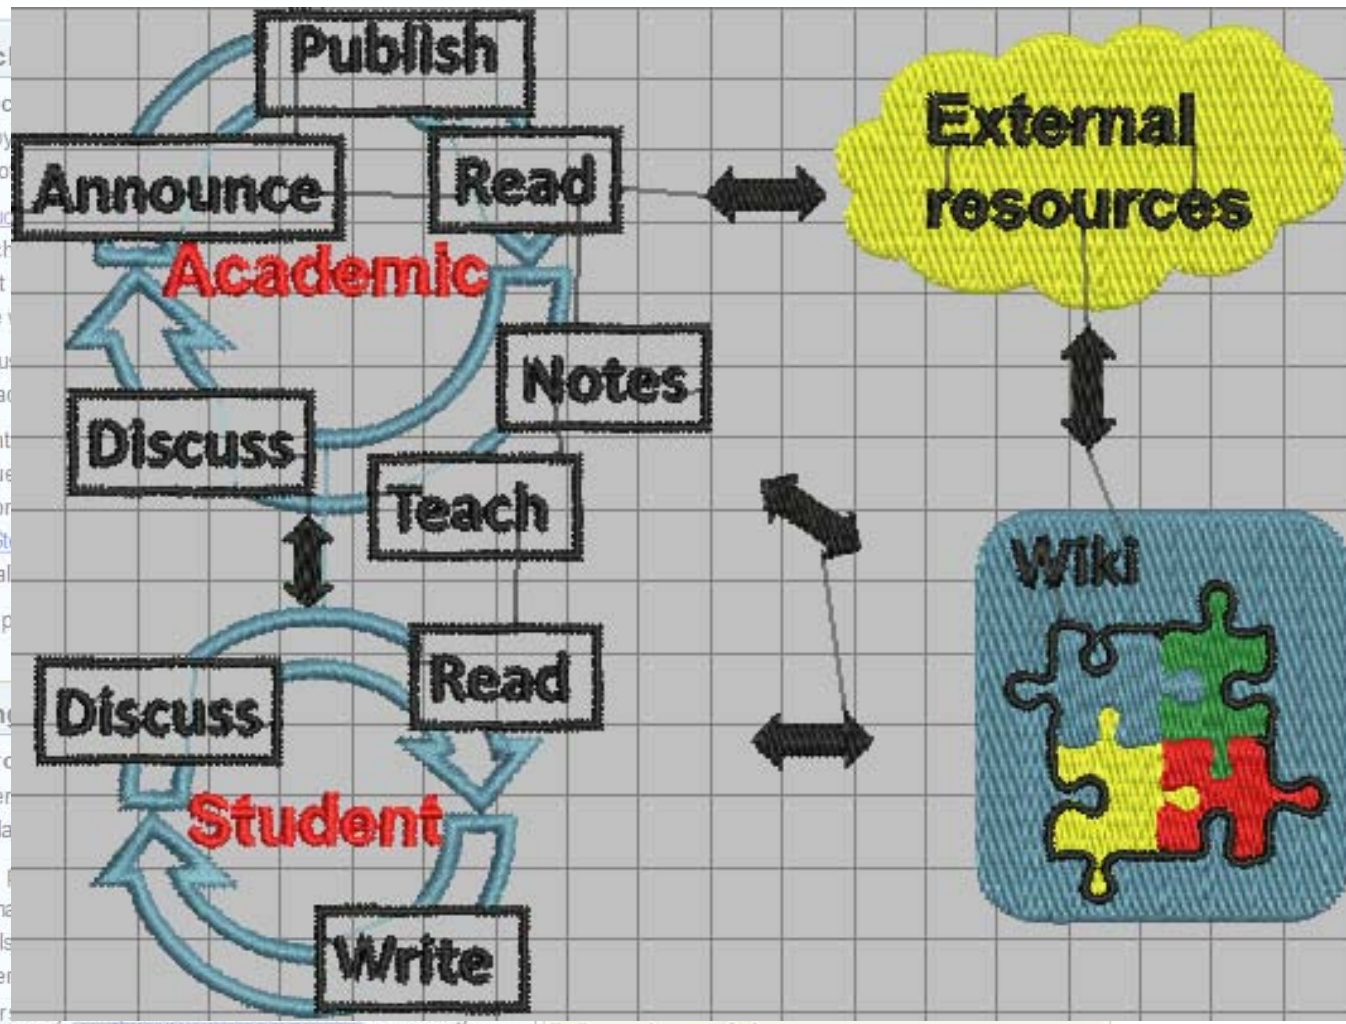 Publish
External
Announce
Read
resources
Academic
Notes
Discuss
Teach
Wiki
Read
Discuss
Student
Write